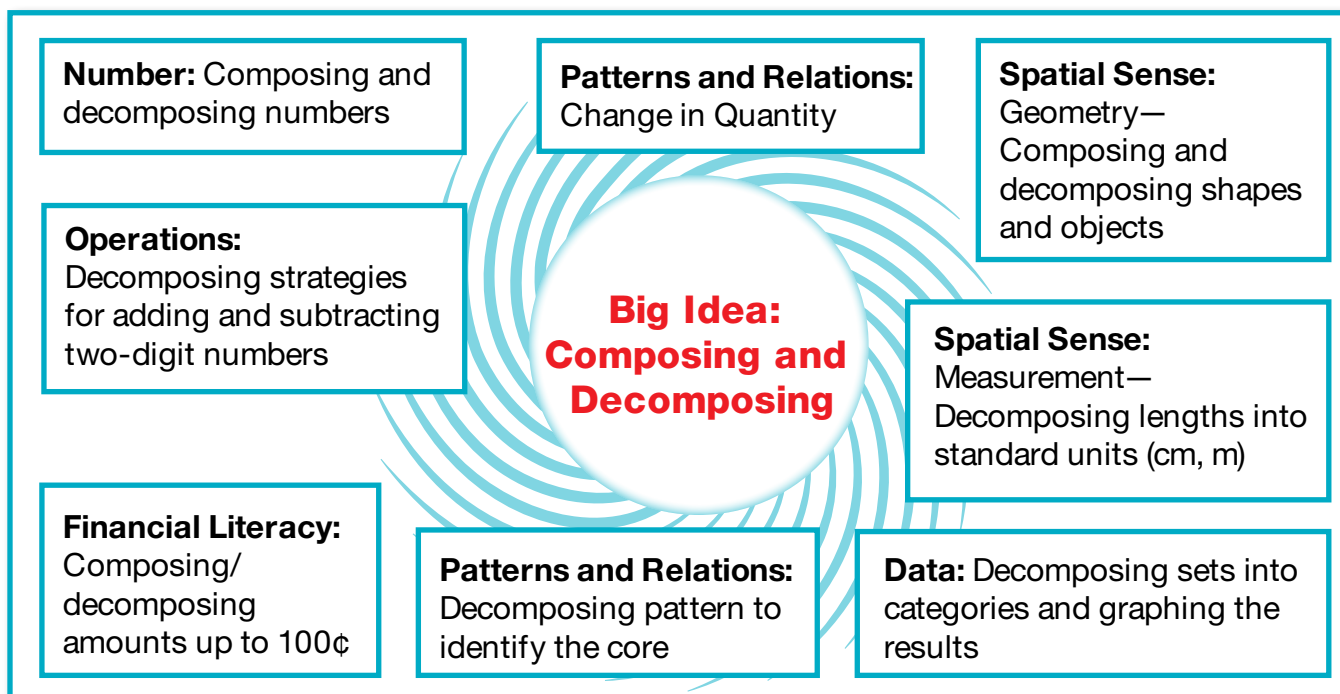 Number: Composing and
decomposing numbers
Patterns and Relations:
Change in Quantity
Spatial Sense:
Geometry—
Composing and
decomposing shapes
and objects
Operations:
Decomposing strategies
for adding and subtracting
two-digit numbers
Big Idea:
Composing and
Decomposing
Spatial Sense:
Measurement—
Decomposing lengths into
standard units (cm, m)
Financial Literacy:
Composing/
decomposing
amounts up to 100¢
Patterns and Relations:
Decomposing pattern to
identify the core
Data: Decomposing sets into
categories and graphing the
results